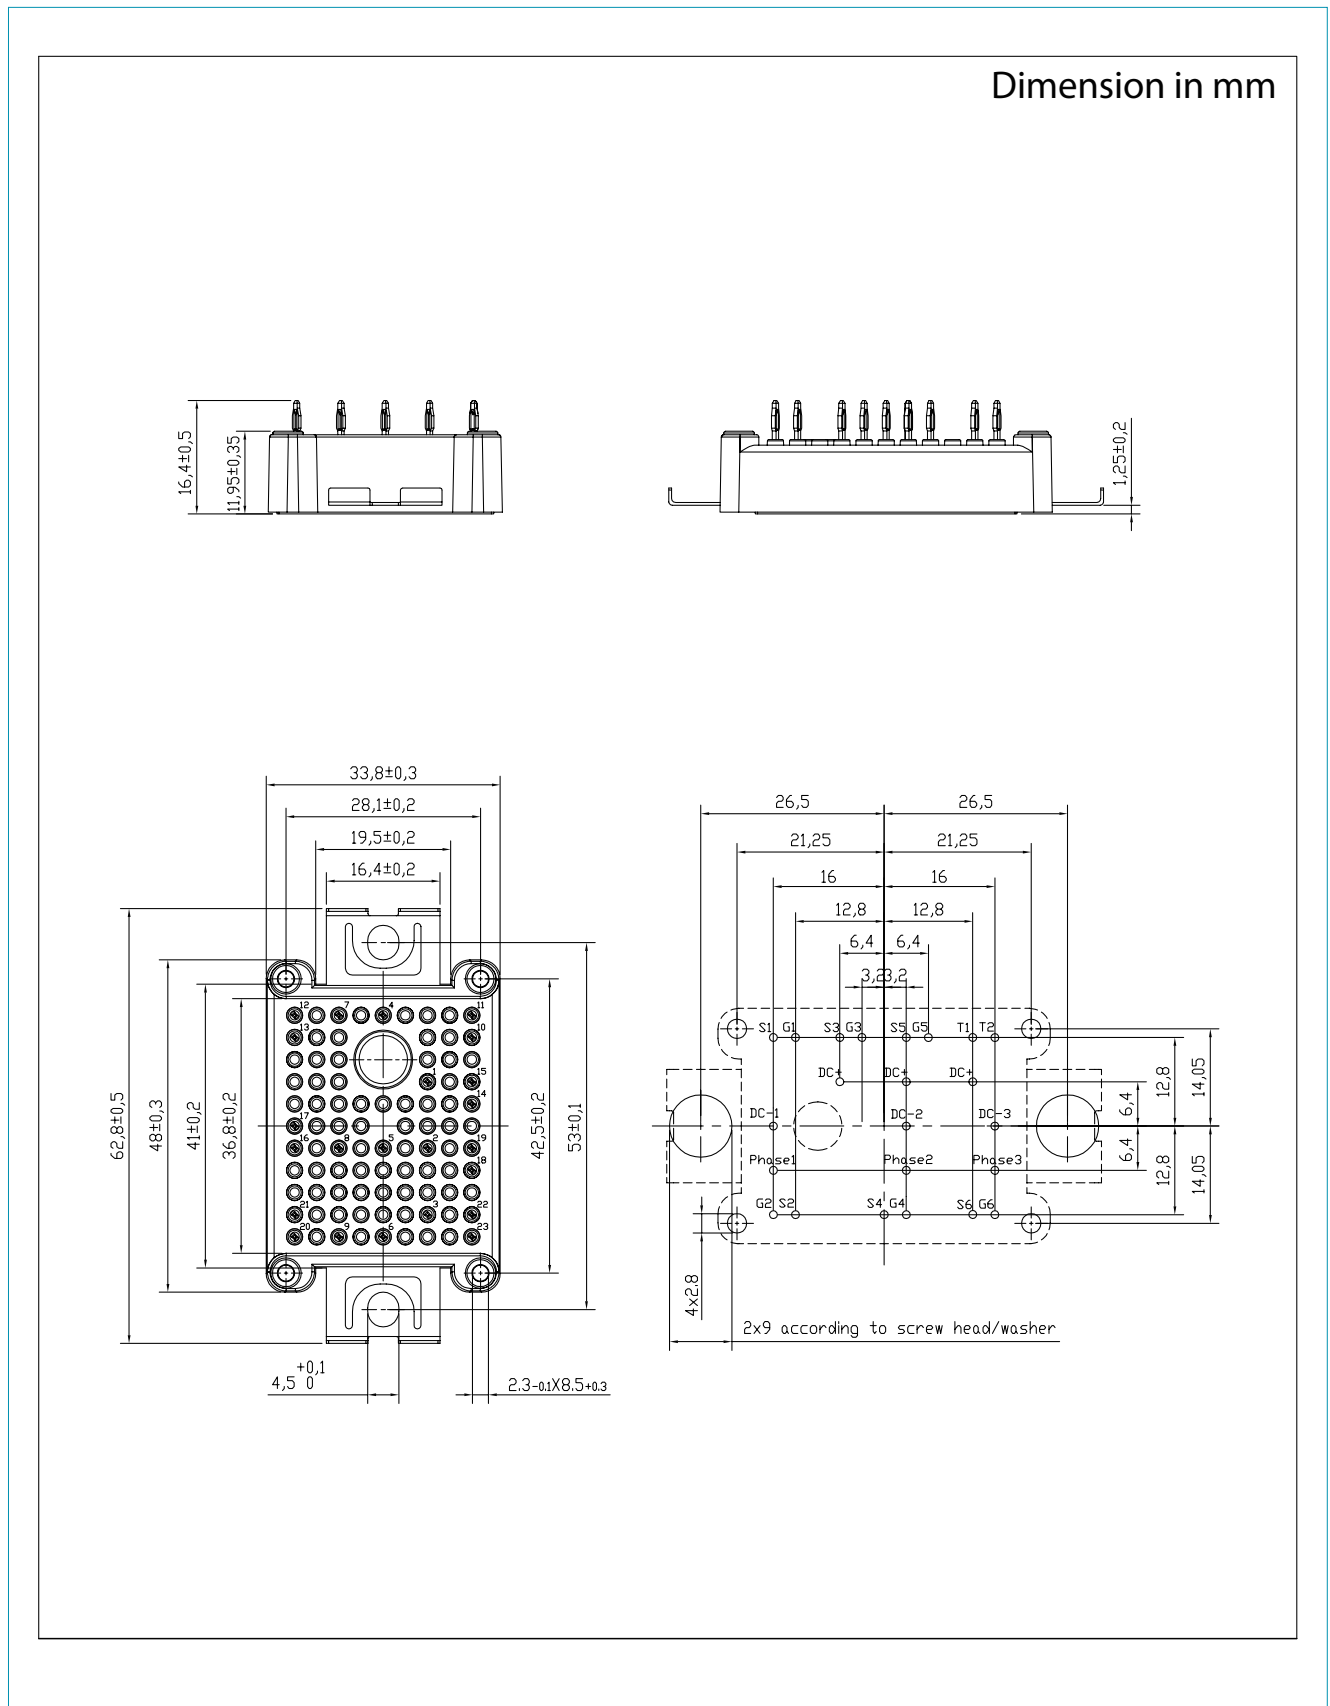 Dimension in mm
16,4±0,5
11,95±0,35
1,25±0,2
33,8±0,3
28,1±0,2
19,5±0,2
16,4±0,2
62,8±0,5
48±0,3
41±0,2
36,8±0,2
42,5±0,2
53±0,1
12 7 4 11
13 10
1 15
14
17
16 8 5 2 19
18
21 3 22
20 9 6 23
+0,1
4,5 0
2.3-0.1X8.5+0.3
26,5 26,5
21,25 21,25
16 16
12,8 12,8
6,4 6,4
3,2 3,2
S1 G1 S3 G3 S5 G5 T1 T2
DC+ DC+ DC+
DC-1 DC-2 DC-3
Phase1 Phase2 Phase3
G2 S2 S4 G4 S6 G6
6,4
6,4
12,8
12,8
14,05
14,05
4x2.8
2x9 according to screw head/washer